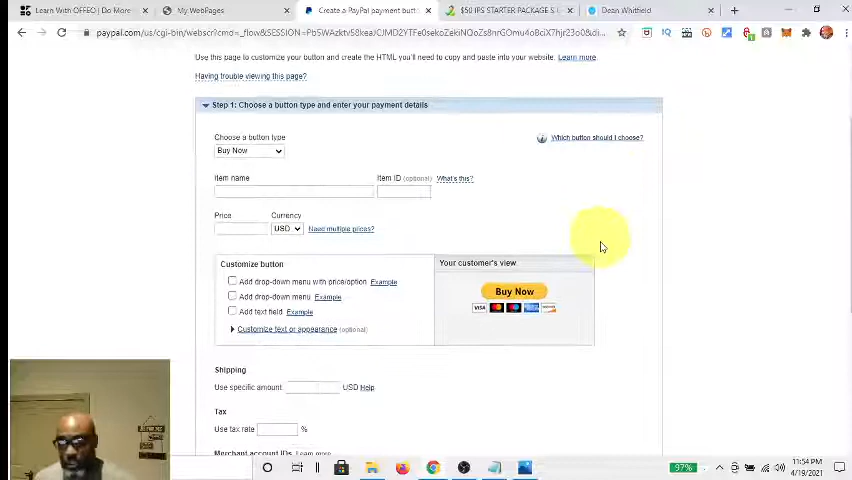 Learn With OFFEO | Do More
My WebPages
Create a PayPal payment butt
$50 IPS STARTER PACKAGE S
Dean Whitfield
Use this page to customize your button and create the HTML you'll need to copy and paste into your website. Learn more.
Having trouble viewing this page?
Step 1: Choose a button type and enter your payment details
Choose a button type
Which button should I choose?
Buy Now
Item name
Item ID (optional) What's this?
Price
Currency
USD
Need multiple prices?
Customize button
Your customer's view
Add drop-down menu with price/option Example
Add drop-down menu Example
Add text field Example
Customize text or appearance (optional)
Buy Now
VISA
Shipping
Use specific amount
USD Help
Tax
Use tax rate
%
Merchant account IDs Learn more
97%
11:54 PM
4/19/2021